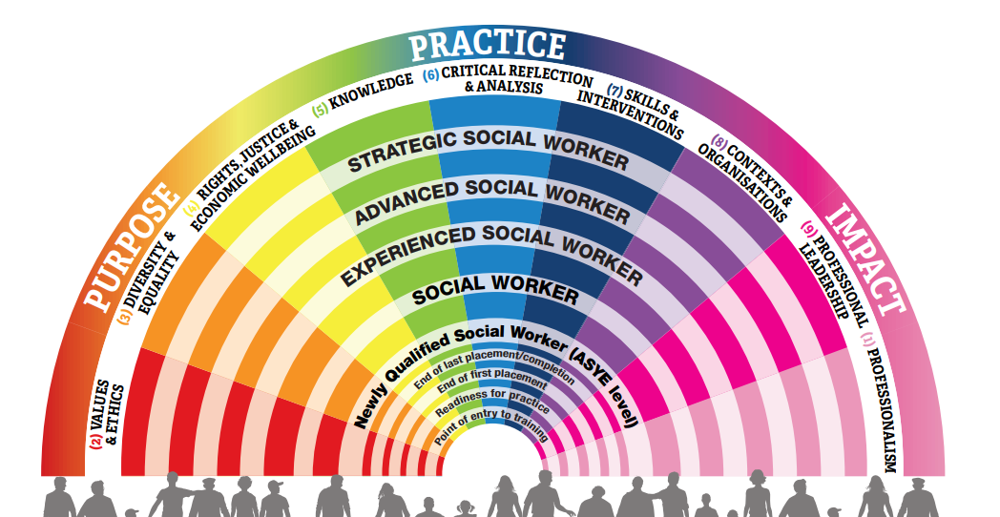 PRACTICE
PURPOSE
IMPACT
(2) VALUES
& ETHICS
(3) DIVERSITY &
EQUALITY
(4) RIGHTS, JUSTICE &
ECONOMIC WELLBEING
(5) KNOWLEDGE
(6) CRITICAL REFLECTION
& ANALYSIS
(7) SKILLS &
INTERVENTIONS
(8) CONTEXTS &
ORGANISATIONS
(9) PROFESSIONAL
LEADERSHIP
(1) PROFESSIONALISM
STRATEGIC SOCIAL WORKER
ADVANCED SOCIAL WORKER
EXPERIENCED SOCIAL WORKER
SOCIAL WORKER
Newly Qualified Social Worker (ASYE level)
End of last placement/completion
End of first placement
Readiness for practice
Point of entry to training